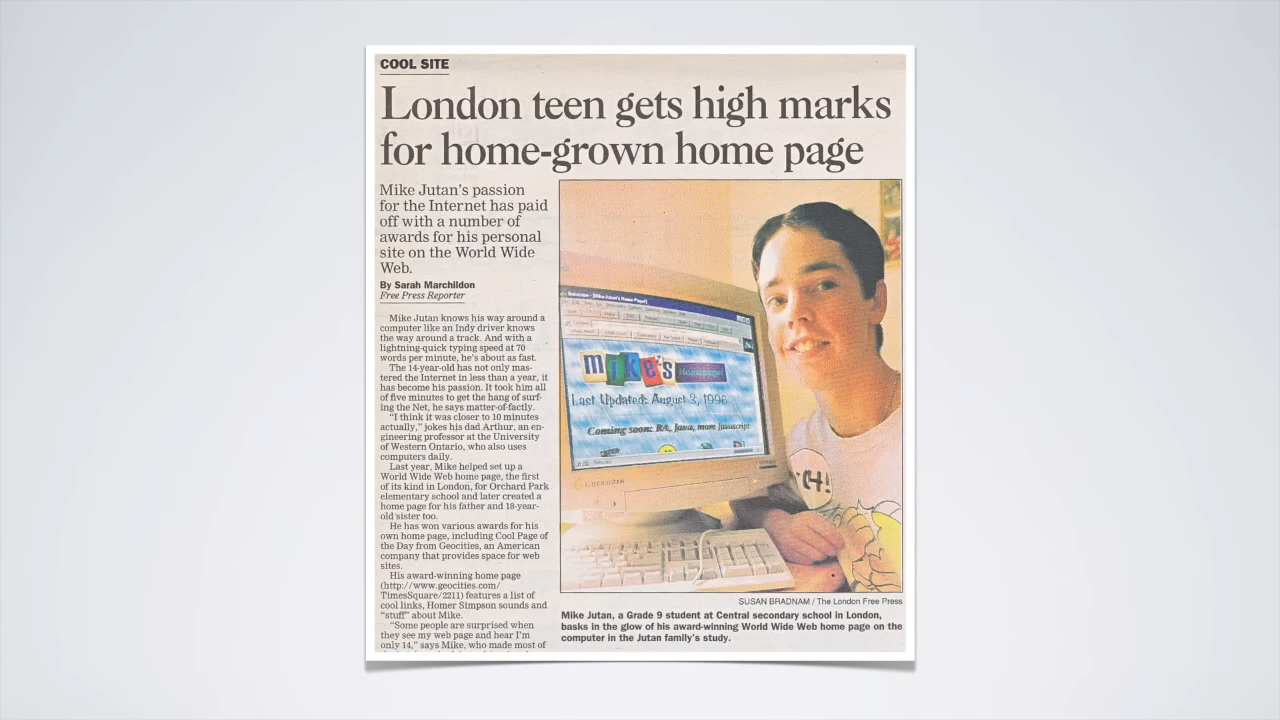 COOL SITE
London teen gets high marks
for home-grown home page
Mike Jutan's passion
for the Internet has paid
off with a number of
awards for his personal
site on the World Wide
Web.
By Sarah Marchildon
Free Press Reporter
Mike Jutan knows his way around a
computer like an Indy driver knows
the way around a track. And with a
lightning-quick typing speed at 70
words per minute, he's about as fast.
The 14-year-old has not only mas-
tered the Internet in less than a year, it
has become his passion. It took him all
of five minutes to get the hang of surf-
ing the Net, he says matter-of-factly.
"I think it was closer to 10 minutes
actually," jokes his dad Arthur, an en-
gineering professor at the University
of Western Ontario, who also uses
computers daily.
Last year, Mike helped set up a
World Wide Web home page, the first
of its kind in London, for Orchard Park
elementary school and later created a
home page for his father and 18-year-
old sister too.
He has won various awards for his
own home page, including Cool Page of
the Day from Geocities, an American
company that provides space for web
sites.
His award-winning home page
(http://www.geocities.com/
TimesSquare/2211) features a list of
cool links, Homer Simpson sounds and
"stuff" about Mike.
"Some people are surprised when
they see my web page and hear I'm
only 14," says Mike, who made most of
Netscape - [Mike Jutan's Home Page!]
mike's Homepage!
Last Updated: August 3, 1996
Coming soon: RA, Java, more Javascript
CH!
SUSAN BRADNAM / The London Free Press
Mike Jutan, a Grade 9 student at Central secondary school in London,
basks in the glow of his award-winning World Wide Web home page on the
computer in the Jutan family's study.